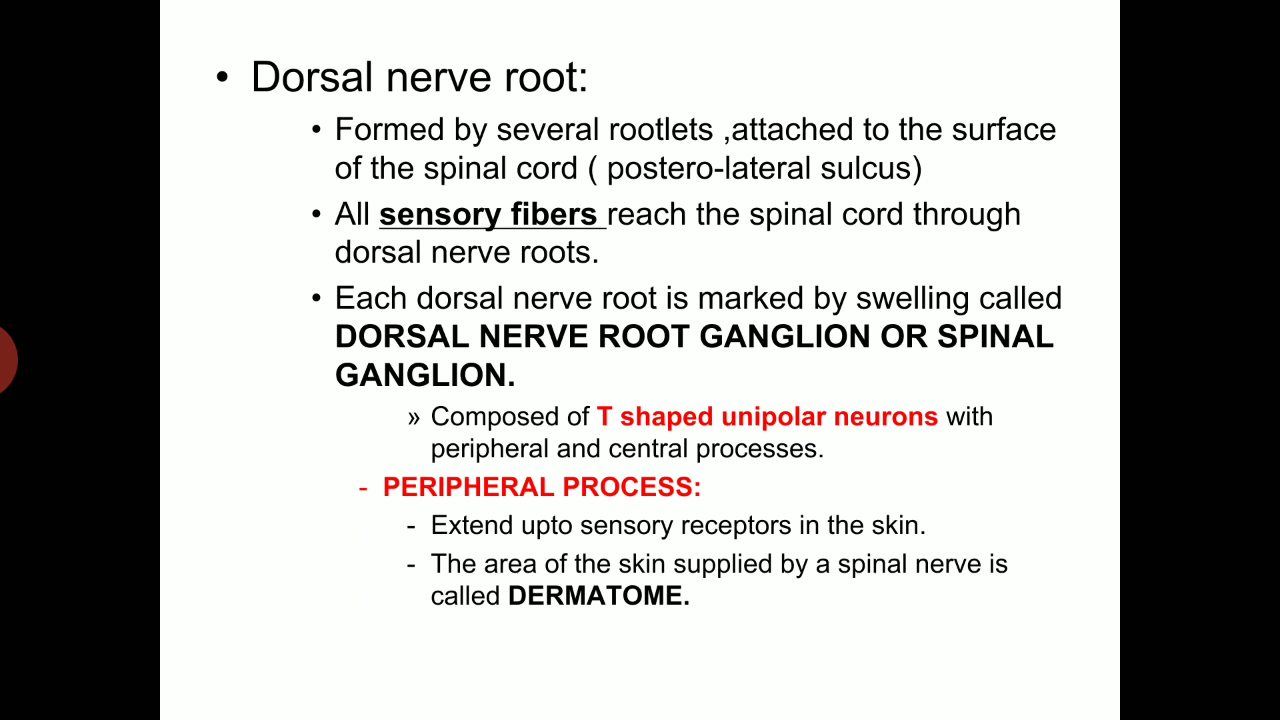 • Dorsal nerve root:
• Formed by several rootlets ,attached to the surface
of the spinal cord ( postero-lateral sulcus)
• All sensory fibers reach the spinal cord through
dorsal nerve roots.
• Each dorsal nerve root is marked by swelling called
DORSAL NERVE ROOT GANGLION OR SPINAL
GANGLION.
» Composed of T shaped unipolar neurons with
peripheral and central processes.
- PERIPHERAL PROCESS:
- Extend upto sensory receptors in the skin.
- The area of the skin supplied by a spinal nerve is
called DERMATOME.